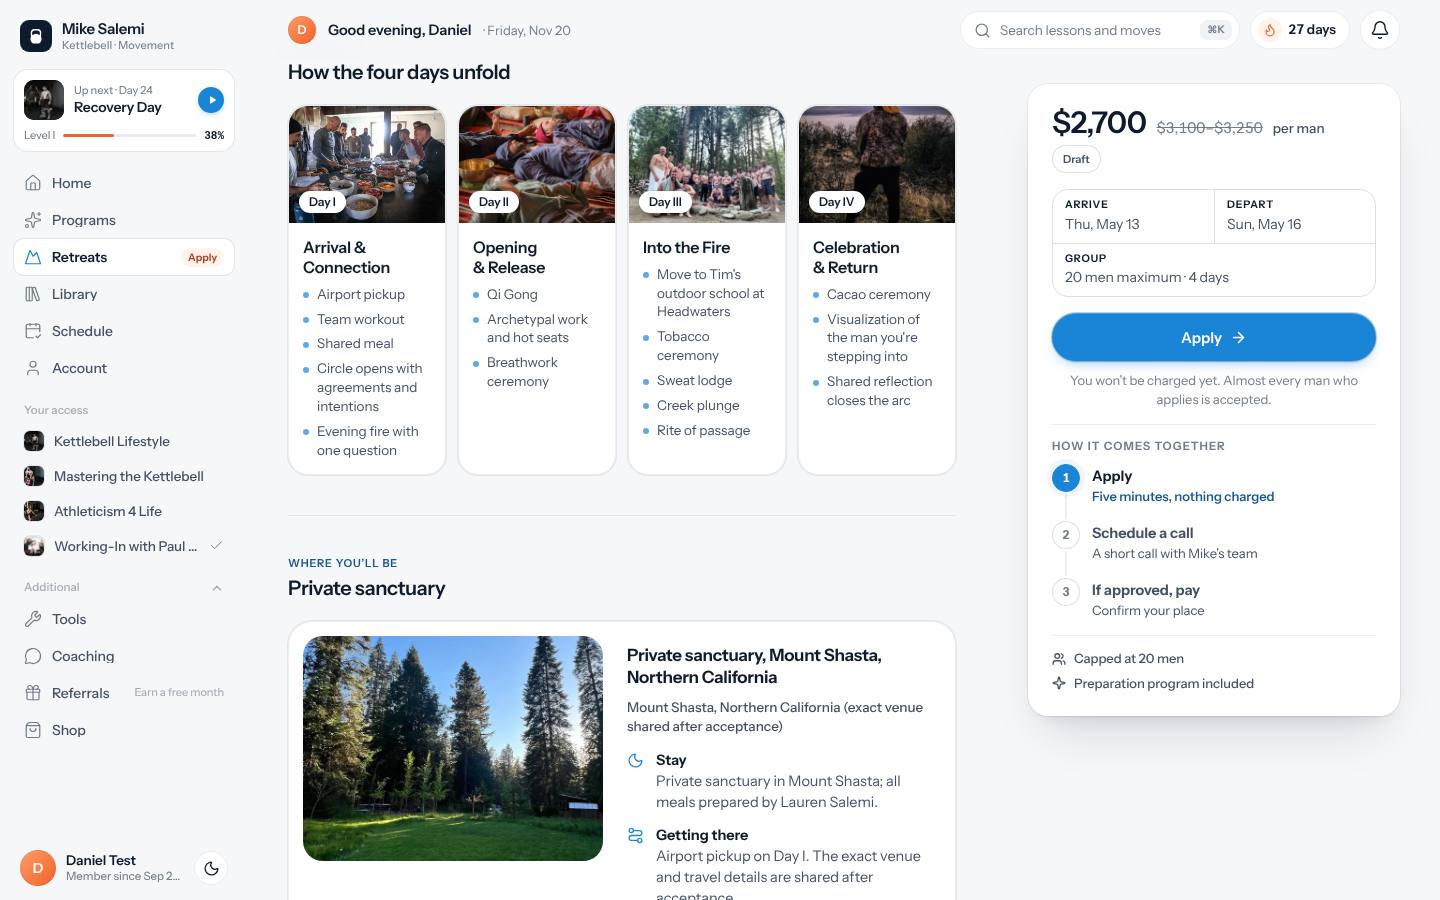 Mike Salemi
Kettlebell · Movement
Up next · Day 24
Recovery Day
Level I
38%
Home
Programs
Retreats
Apply
Library
Schedule
Account
Your access
Kettlebell Lifestyle
Mastering the Kettlebell
Athleticism 4 Life
Working-In with Paul ...
Additional
Tools
Coaching
Referrals
Earn a free month
Shop
D
Daniel Test
Member since Sep 2...
D
Good evening, Daniel
· Friday, Nov 20
Search lessons and moves
⌘K
27 days
How the four days unfold
Day I
Arrival &
Connection
Airport pickup
Team workout
Shared meal
Circle opens with
agreements and
intentions
Evening fire with
one question
Day II
Opening
& Release
Qi Gong
Archetypal work
and hot seats
Breathwork
ceremony
Day III
Into the Fire
Move to Tim's
outdoor school at
Headwaters
Tobacco
ceremony
Sweat lodge
Creek plunge
Rite of passage
Day IV
Celebration
& Return
Cacao ceremony
Visualization of
the man you're
stepping into
Shared reflection
closes the arc
WHERE YOU'LL BE
Private sanctuary
Private sanctuary, Mount Shasta,
Northern California
Mount Shasta, Northern California (exact venue
shared after acceptance)
Stay
Private sanctuary in Mount Shasta; all
meals prepared by Lauren Salemi.
Getting there
Airport pickup on Day I. The exact venue
and travel details are shared after
acceptance.
$2,700
$3,100–$3,250
per man
Draft
ARRIVE
Thu, May 13
DEPART
Sun, May 16
GROUP
20 men maximum · 4 days
Apply
You won't be charged yet. Almost every man who
applies is accepted.
HOW IT COMES TOGETHER
1
Apply
Five minutes, nothing charged
2
Schedule a call
A short call with Mike's team
3
If approved, pay
Confirm your place
Capped at 20 men
Preparation program included